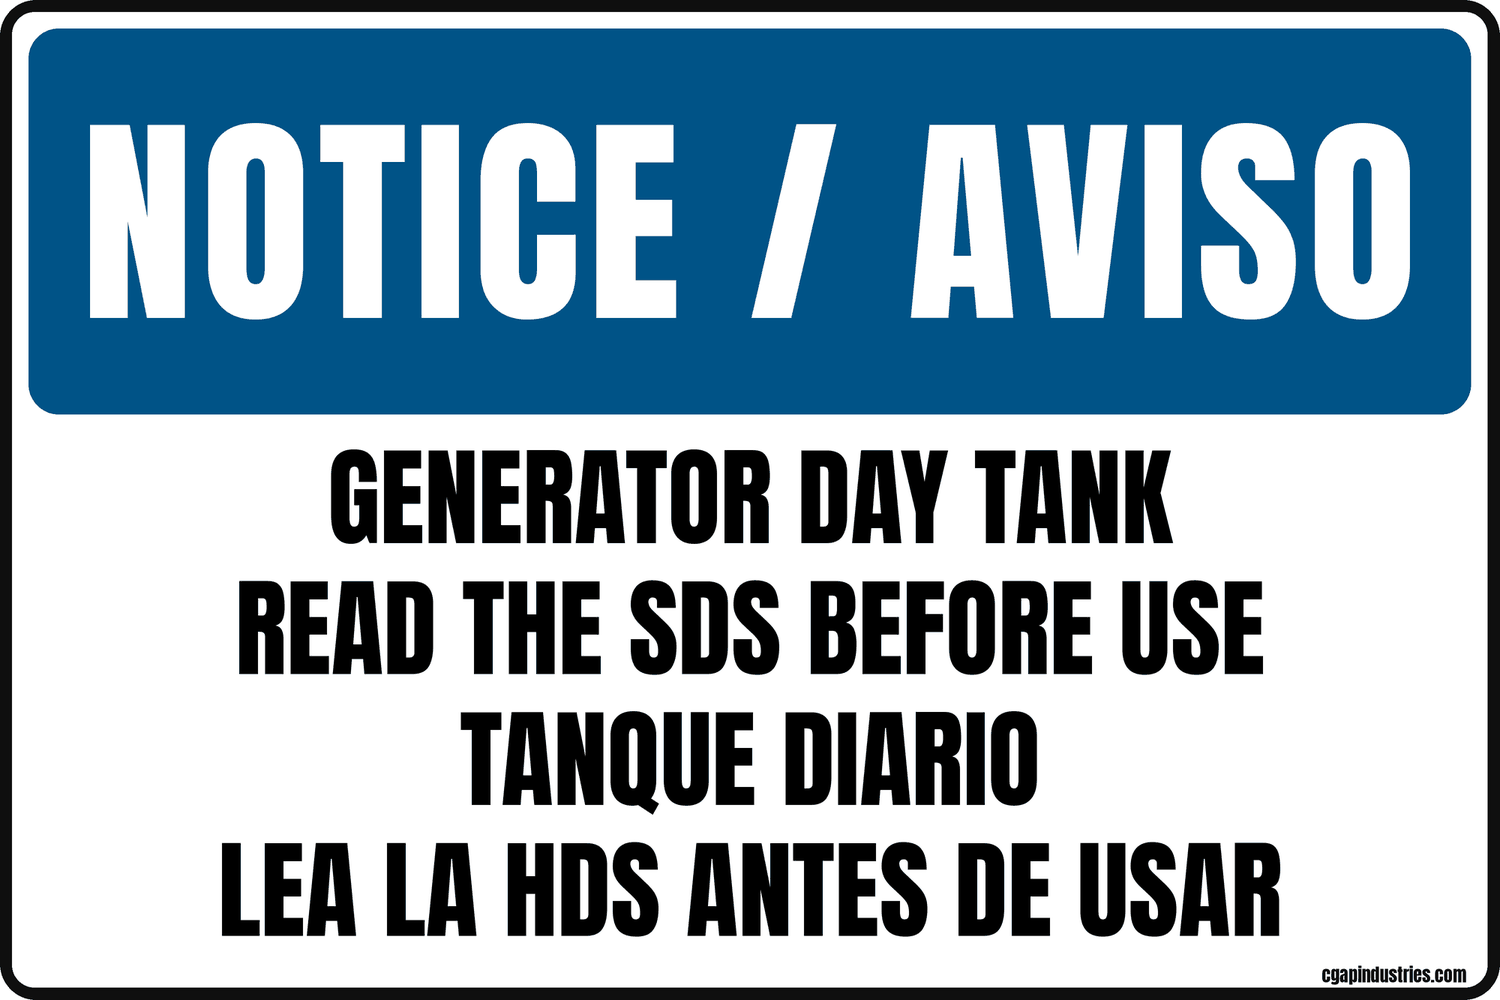 NOTICE / AVISO
GENERATOR DAY TANK
READ THE SDS BEFORE USE
TANQUE DIARIO
LEA LA HDS ANTES DE USAR
cgapindustries.com